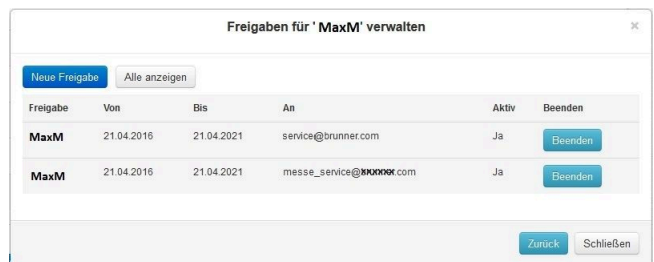 Freigaben für ' MaxM' verwalten ×
Neue Freigabe Alle anzeigen
Freigabe Von Bis An Aktiv Beenden
MaxM 21.04.2016 21.04.2021 service@brunner.com Ja Beenden
MaxM 21.04.2016 21.04.2021 messe_service@xxxxxx.com Ja Beenden
Zurück Schließen